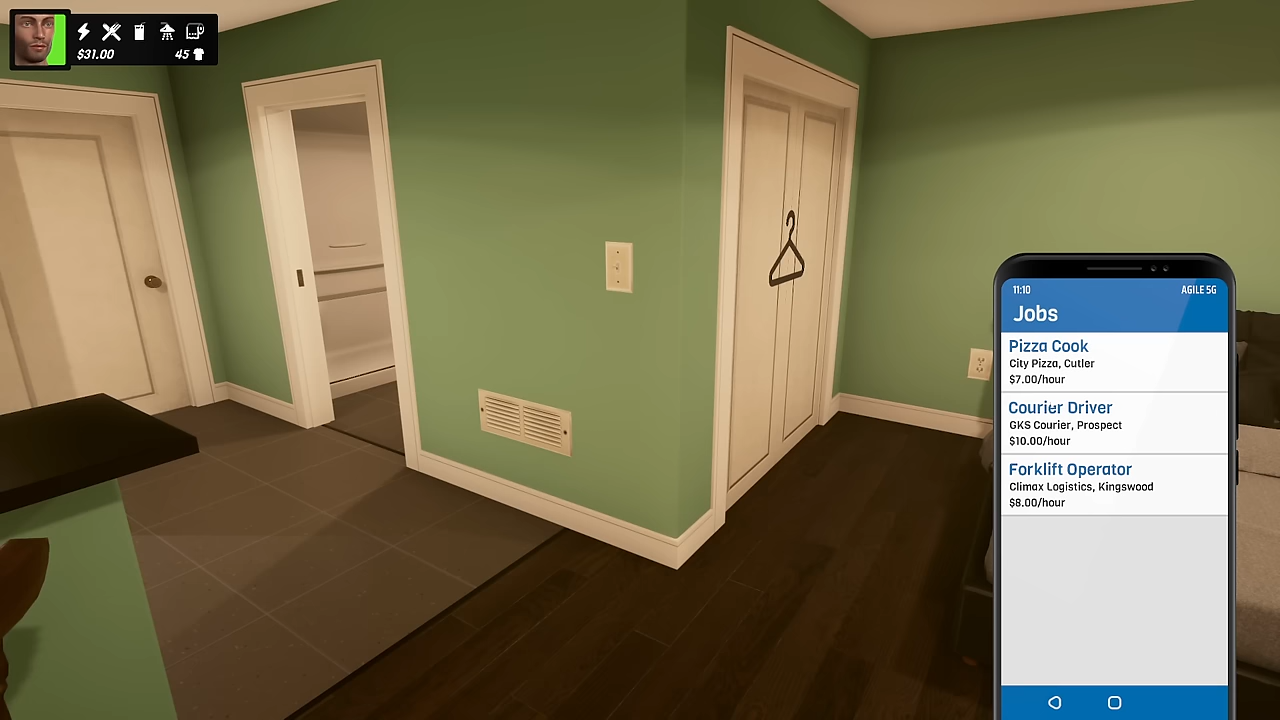 $31.00
45
11:10
AGILE 5G
Jobs
Pizza Cook
City Pizza, Cutler
$7.00/hour
Courier Driver
GKS Courier, Prospect
$10.00/hour
Forklift Operator
Climax Logistics, Kingswood
$8.00/hour